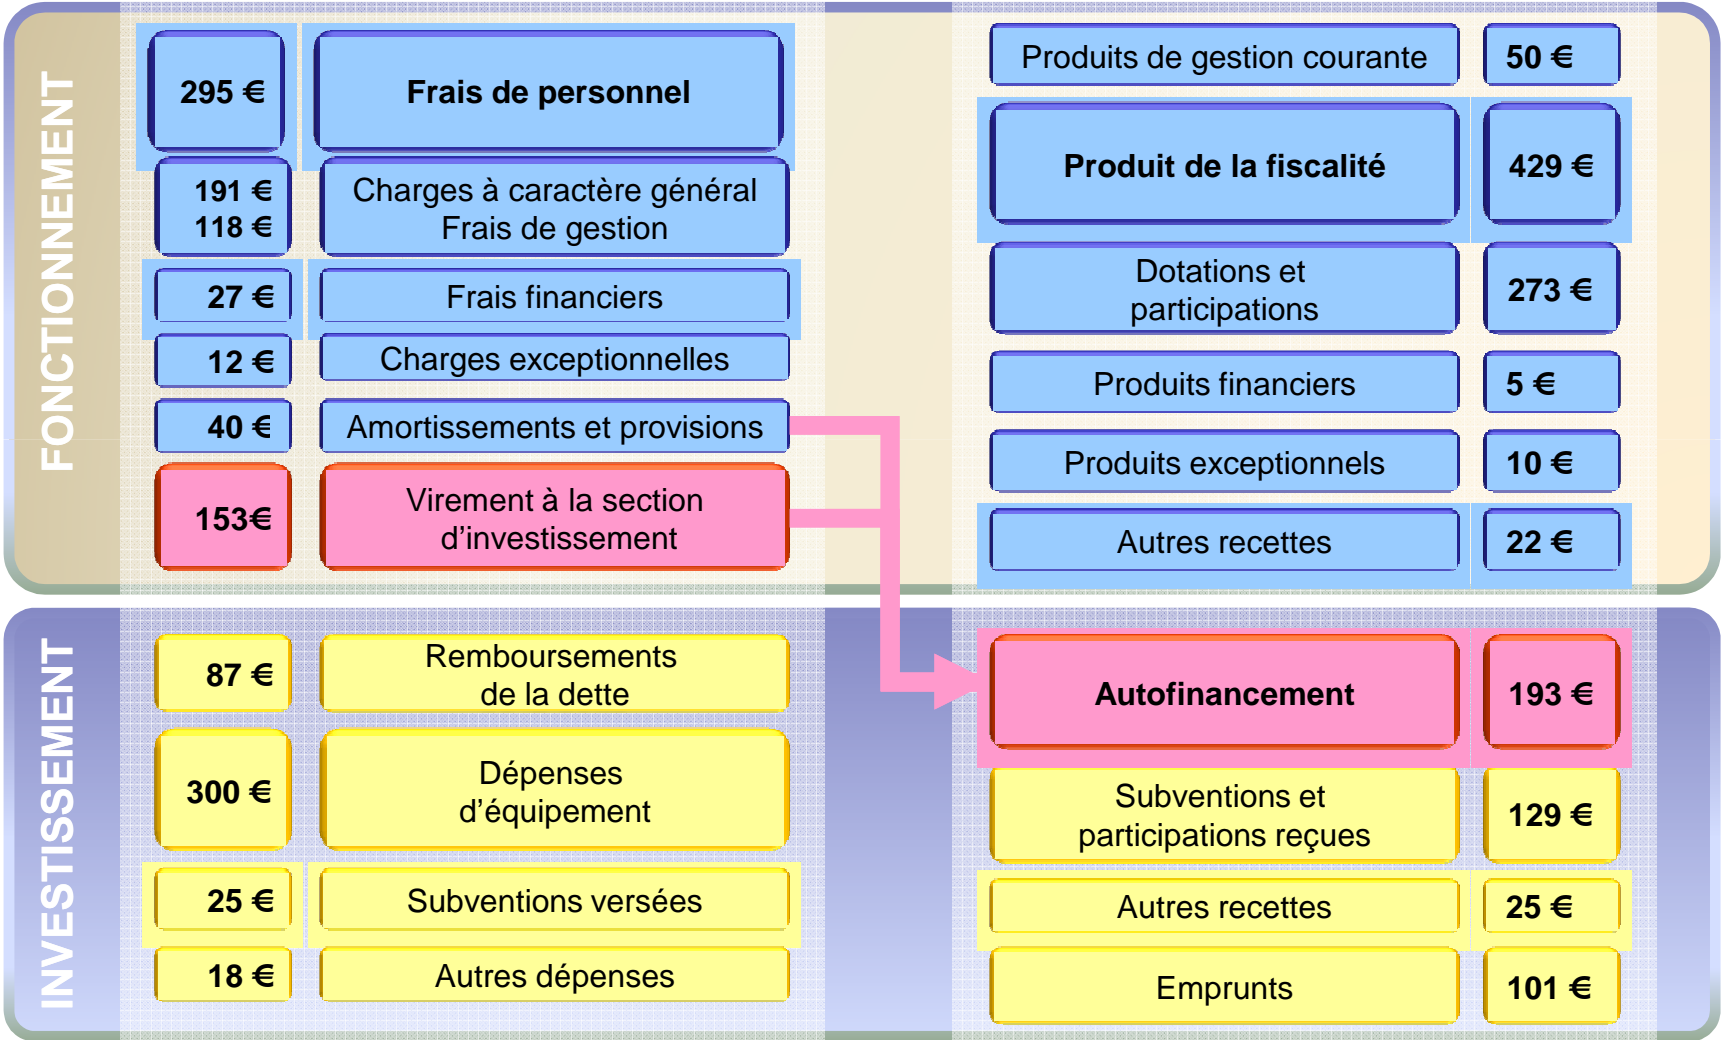 FONCTIONNEMENT
295 € Frais de personnel
191 € Charges à caractère général
118 € Frais de gestion
27 € Frais financiers
12 € Charges exceptionnelles
40 € Amortissements et provisions
153€ Virement à la section
d’investissement
Produits de gestion courante 50 €
Produit de la fiscalité 429 €
Dotations et
participations 273 €
Produits financiers 5 €
Produits exceptionnels 10 €
Autres recettes 22 €
INVESTISSEMENT
87 € Remboursements
de la dette
300 € Dépenses
d’équipement
25 € Subventions versées
18 € Autres dépenses
Autofinancement 193 €
Subventions et
participations reçues 129 €
Autres recettes 25 €
Emprunts 101 €